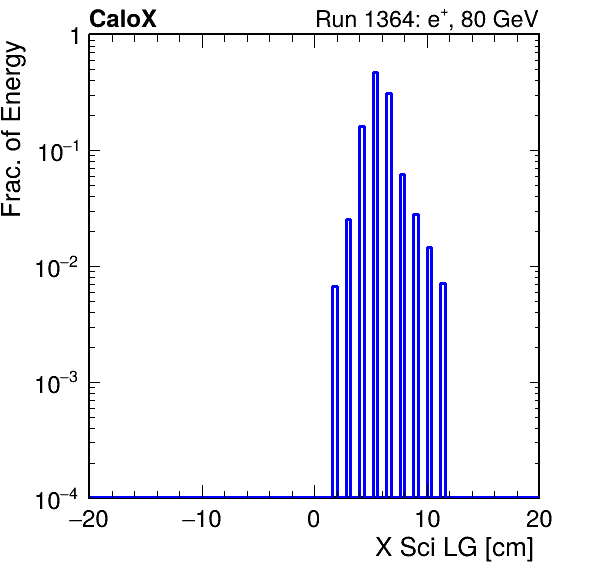 CaloX Run 1364: e⁺, 80 GeV
Frac. of Energy
1
10⁻¹
10⁻²
10⁻³
10⁻⁴
−20 −10 0 10 20
X Sci LG [cm]